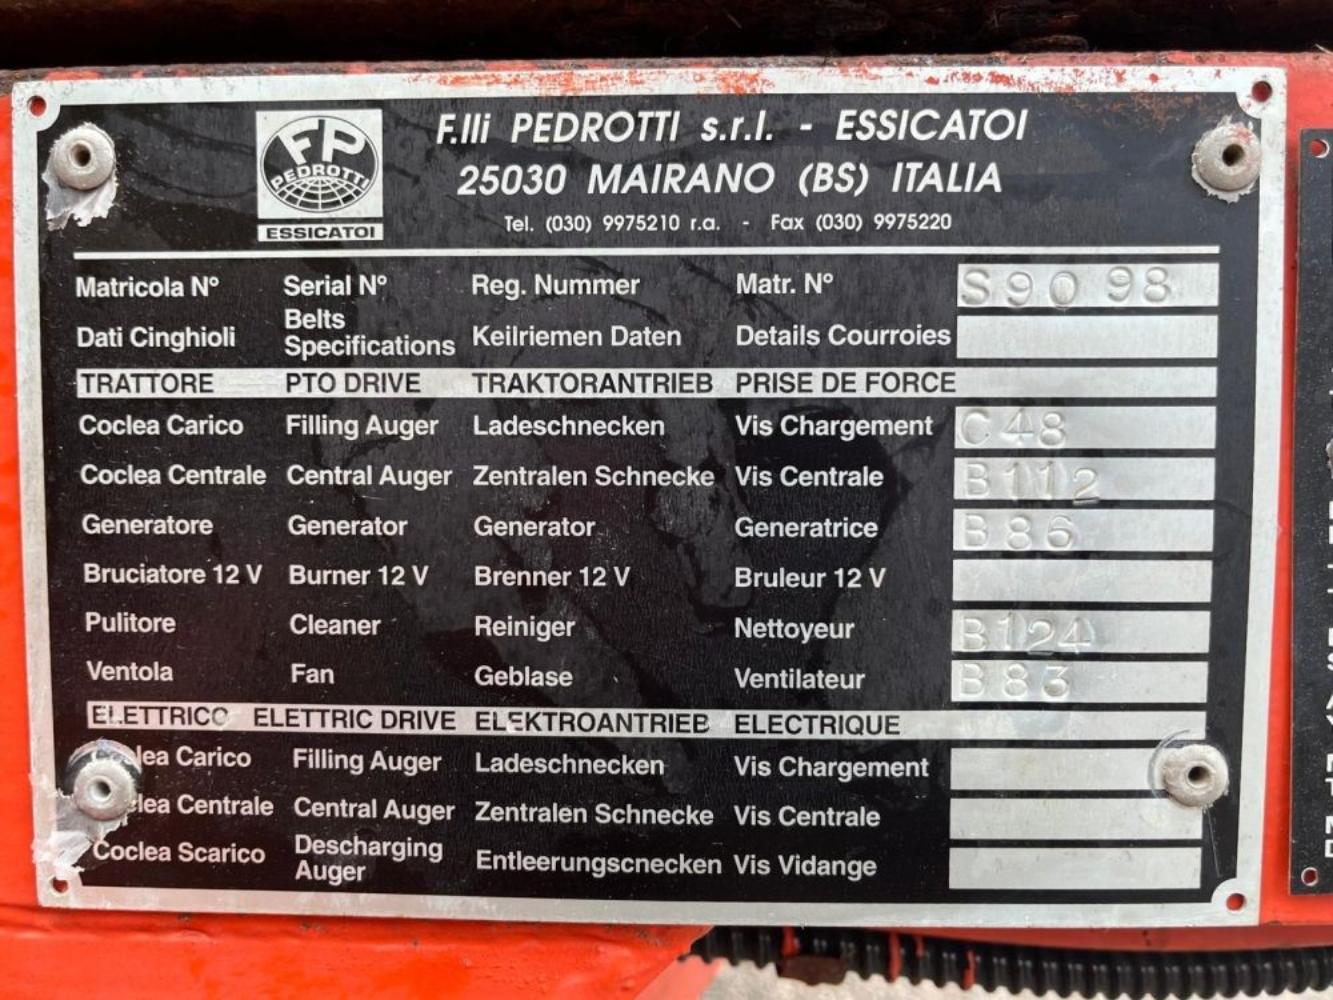 FP
PEDROTTI
ESSICATOI
F.lli PEDROTTI s.r.l. - ESSICATOI
25030 MAIRANO (BS) ITALIA
Tel. (030) 9975210 r.a. - Fax (030) 9975220
Matricola N° Serial N° Reg. Nummer Matr. N° S90 98
Dati Cinghioli Belts Specifications Keilriemen Daten Details Courroies
TRATTORE PTO DRIVE TRAKTORANTRIEB PRISE DE FORCE
Coclea Carico Filling Auger Ladeschnecken Vis Chargement C48
Coclea Centrale Central Auger Zentralen Schnecke Vis Centrale B112
Generatore Generator Generator Generatrice B86
Bruciatore 12 V Burner 12 V Brenner 12 V Bruleur 12 V
Pulitore Cleaner Reiniger Nettoyeur B124
Ventola Fan Geblase Ventilateur B83
ELETTRICO ELETTRIC DRIVE ELEKTROANTRIEB ELECTRIQUE
Carico Filling Auger Ladeschnecken Vis Chargement
Centrale Central Auger Zentralen Schnecke Vis Centrale
Coclea Scarico Descharging Auger Entleerungscnecken Vis Vidange